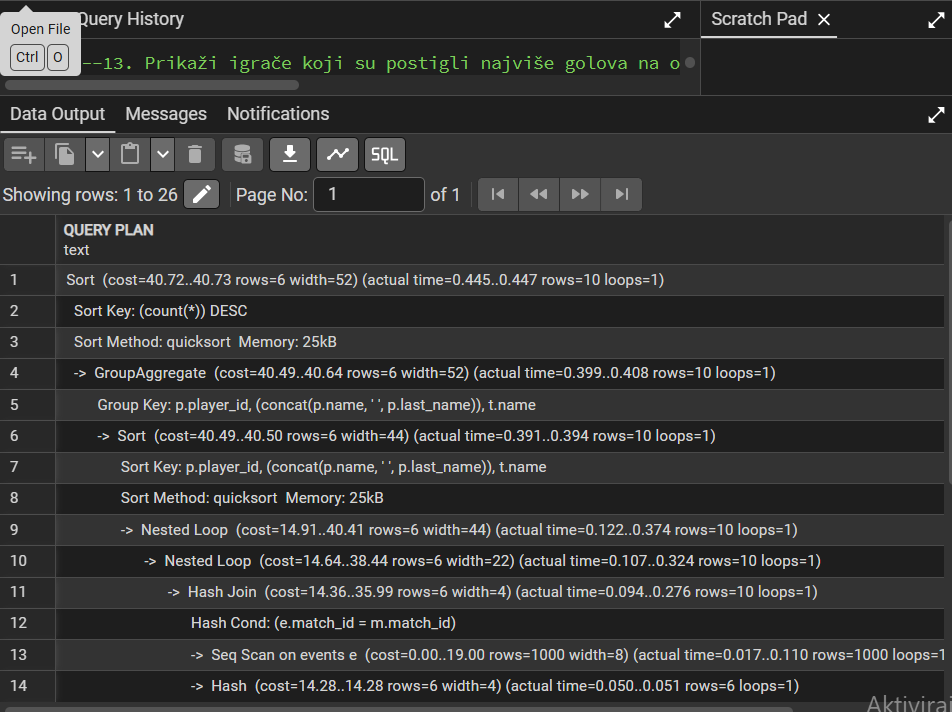 Query History
Scratch Pad
Open File
Ctrl O
--13. Prikaži igrače koji su postigli najviše golova na o
Data Output Messages Notifications
SQL
Showing rows: 1 to 26 Page No: 1 of 1
QUERY PLAN
text
1 Sort (cost=40.72..40.73 rows=6 width=52) (actual time=0.445..0.447 rows=10 loops=1)
2 Sort Key: (count(*)) DESC
3 Sort Method: quicksort Memory: 25kB
4 -> GroupAggregate (cost=40.49..40.64 rows=6 width=52) (actual time=0.399..0.408 rows=10 loops=1)
5 Group Key: p.player_id, (concat(p.name, ' ', p.last_name)), t.name
6 -> Sort (cost=40.49..40.50 rows=6 width=44) (actual time=0.391..0.394 rows=10 loops=1)
7 Sort Key: p.player_id, (concat(p.name, ' ', p.last_name)), t.name
8 Sort Method: quicksort Memory: 25kB
9 -> Nested Loop (cost=14.91..40.41 rows=6 width=44) (actual time=0.122..0.374 rows=10 loops=1)
10 -> Nested Loop (cost=14.64..38.44 rows=6 width=22) (actual time=0.107..0.324 rows=10 loops=1)
11 -> Hash Join (cost=14.36..35.99 rows=6 width=4) (actual time=0.094..0.276 rows=10 loops=1)
12 Hash Cond: (e.match_id = m.match_id)
13 -> Seq Scan on events e (cost=0.00..19.00 rows=1000 width=8) (actual time=0.017..0.110 rows=1000 loops=1
14 -> Hash (cost=14.28..14.28 rows=6 width=4) (actual time=0.050..0.051 rows=6 loops=1)
Aktiviraj